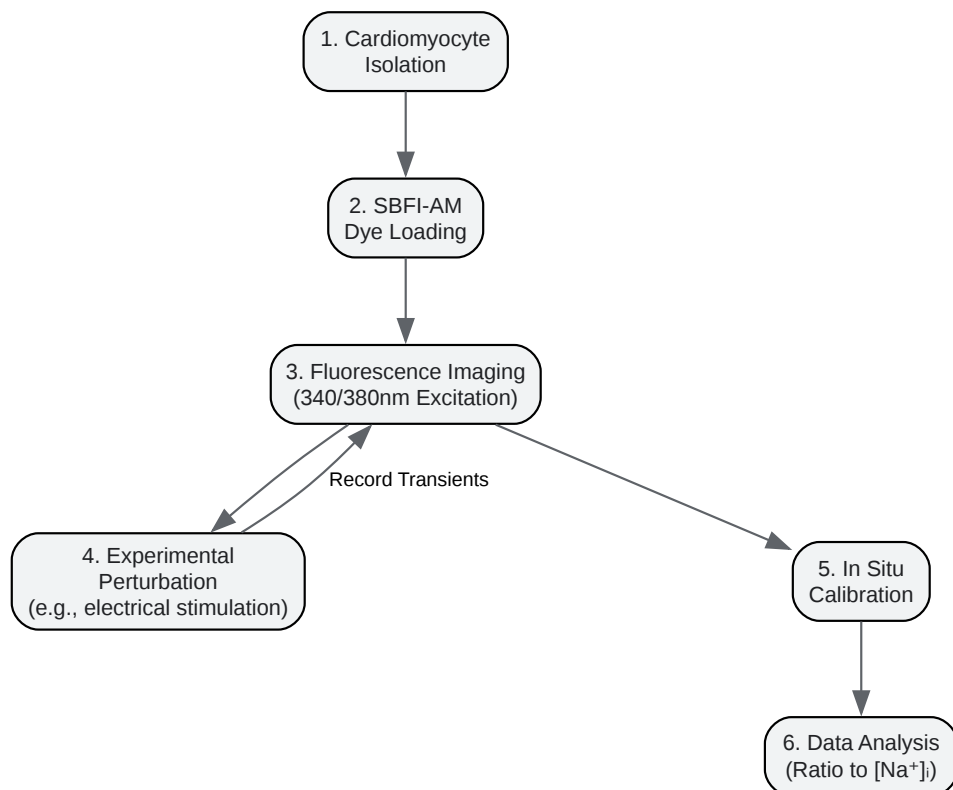 1. Cardiomyocyte
Isolation
2. SBFI-AM
Dye Loading
3. Fluorescence Imaging
(340/380nm Excitation)
Record Transients
4. Experimental
Perturbation
(e.g., electrical stimulation)
5. In Situ
Calibration
6. Data Analysis
(Ratio to [Na⁺]ᵢ)